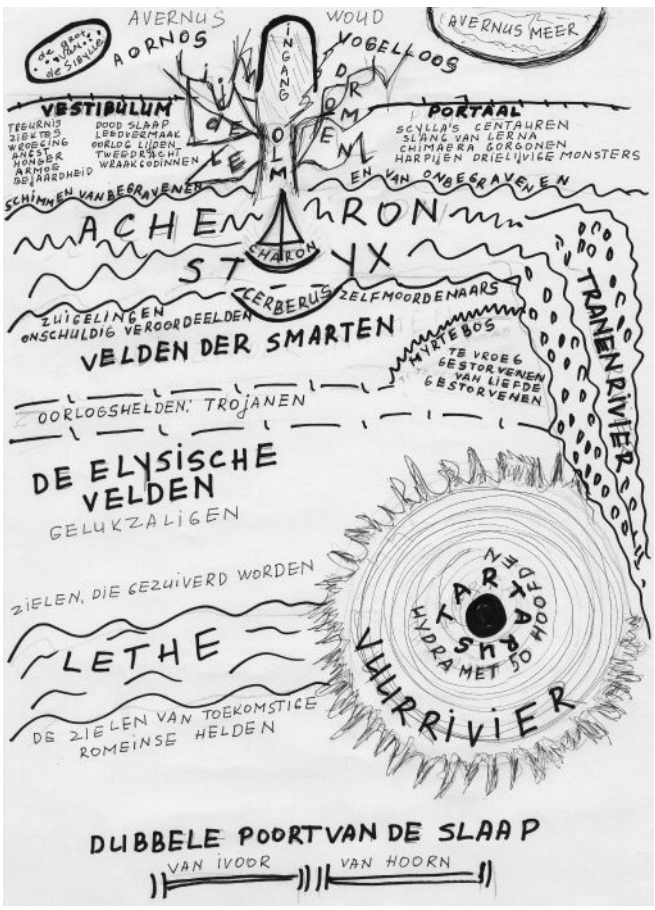 AVERNUS WOUD
AVERNUS MEER
de grot
van
de Sibylle
AORNOS
VOGELLOOS
INGANG
ijdele
DROMEN
OLM
VESTIBULUM
TREURNIS
ZIEKTES
WROEGING
ANGST
HONGER
ARMOE
BEJAARDHEID
DOOD SLAAP
LEEDVERMAAK
OORLOG LIJDEN
TWEEDRACHT
WRAAKGODINNEN
PORTAAL
SCYLLA'S CENTAUREN
SLANG VAN LERNA
CHIMAERA GORGONEN
HARPIJEN DRIELIJVIGE MONSTERS
SCHIMMEN VAN BEGRAVENEN
EN VAN ONBEGRAVENEN
ACHERON
CHARON
STYX
CERBERUS
ZUIGELINGEN
ONSCHULDIG VEROORDEELDEN
ZELFMOORDENAARS
VELDEN DER SMARTEN
MYRTEBOS
TE VROEG
GESTORVENEN
VAN LIEFDE
GESTORVENEN
TRANENRIVIER
OORLOGSHELDEN: TROJANEN
DE ELYSISCHE
VELDEN
GELUKZALIGEN
ZIELEN, DIE GEZUIVERD WORDEN
LETHE
DE ZIELEN VAN TOEKOMSTIGE
ROMEINSE HELDEN
TARTARUS
HYDRA MET 50 HOOFDEN
VUURRIVIER
DUBBELE POORT VAN DE SLAAP
VAN IVOOR
VAN HOORN